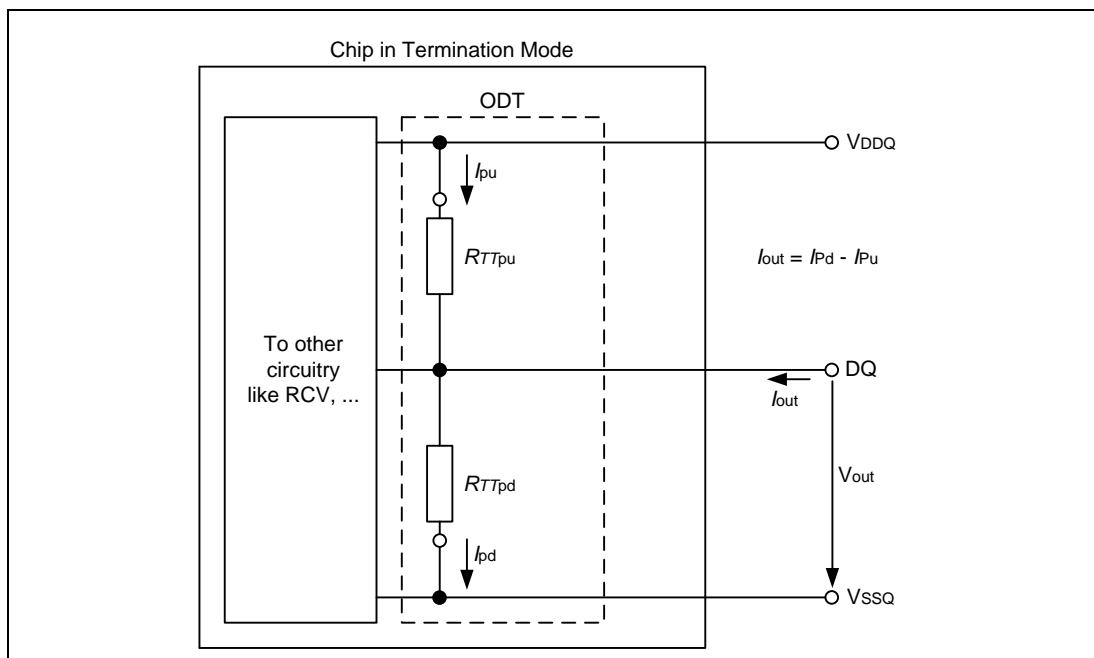 Chip in Termination Mode
ODT
VDDQ
Ipu
RTTpu
Iout = IPd - IPu
To other
circuitry
like RCV, ...
DQ
Iout
RTTpd
Vout
Ipd
VSSQ